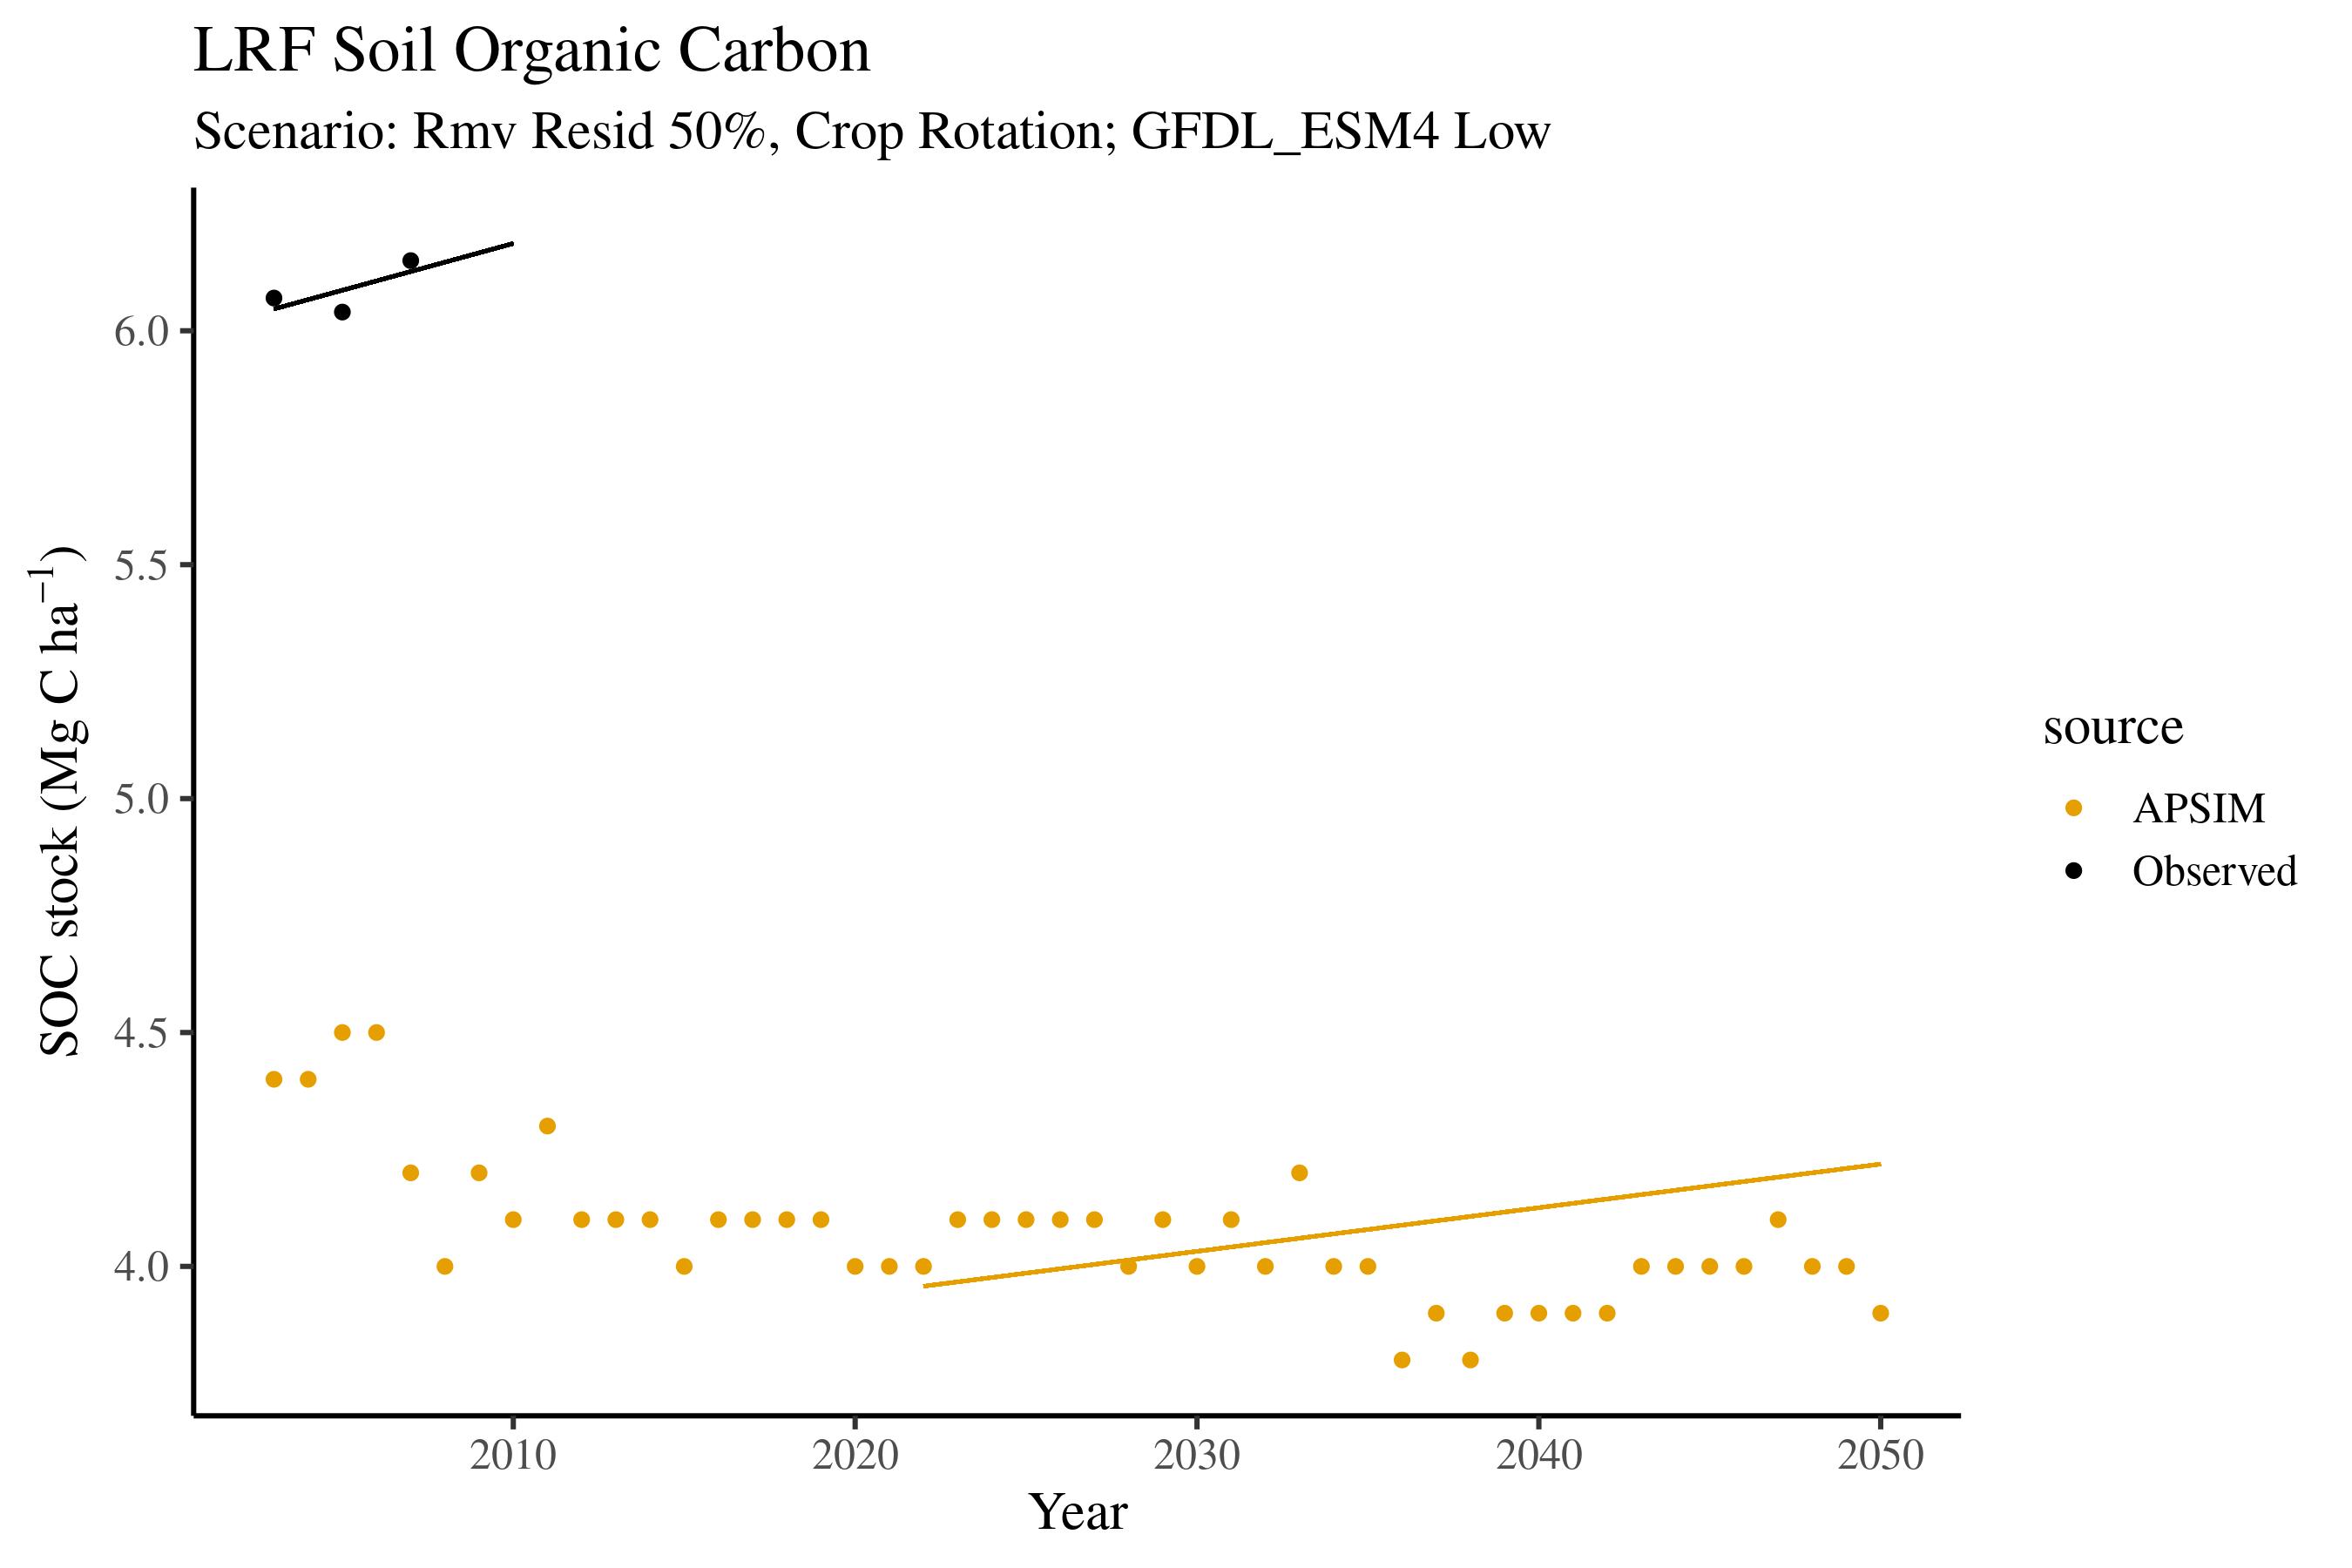 LRF Soil Organic Carbon
Scenario: Rmv Resid 50%, Crop Rotation; GFDL_ESM4 Low
SOC stock (Mg C ha⁻¹)
6.0
5.5
5.0
4.5
4.0
2010 2020 2030 2040 2050
Year
source
APSIM
Observed